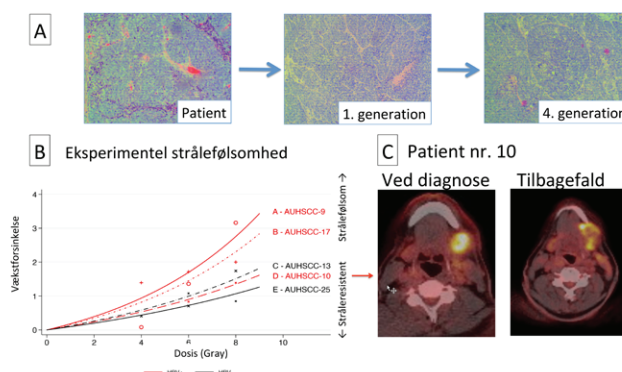 A
Patient
1. generation
4. generation
B Eksperimentel strålefølsomhed
Vækstforsinkelse
4
3
2
1
0
0
2
4
6
8
10
Dosis (Gray)
A - AUHSCC-9
B - AUHSCC-17
C - AUHSCC-13
D - AUHSCC-10
E - AUHSCC-25
Strålefølsom →
← Stråleresistent
C Patient nr. 10
Ved diagnose
Tilbagefald